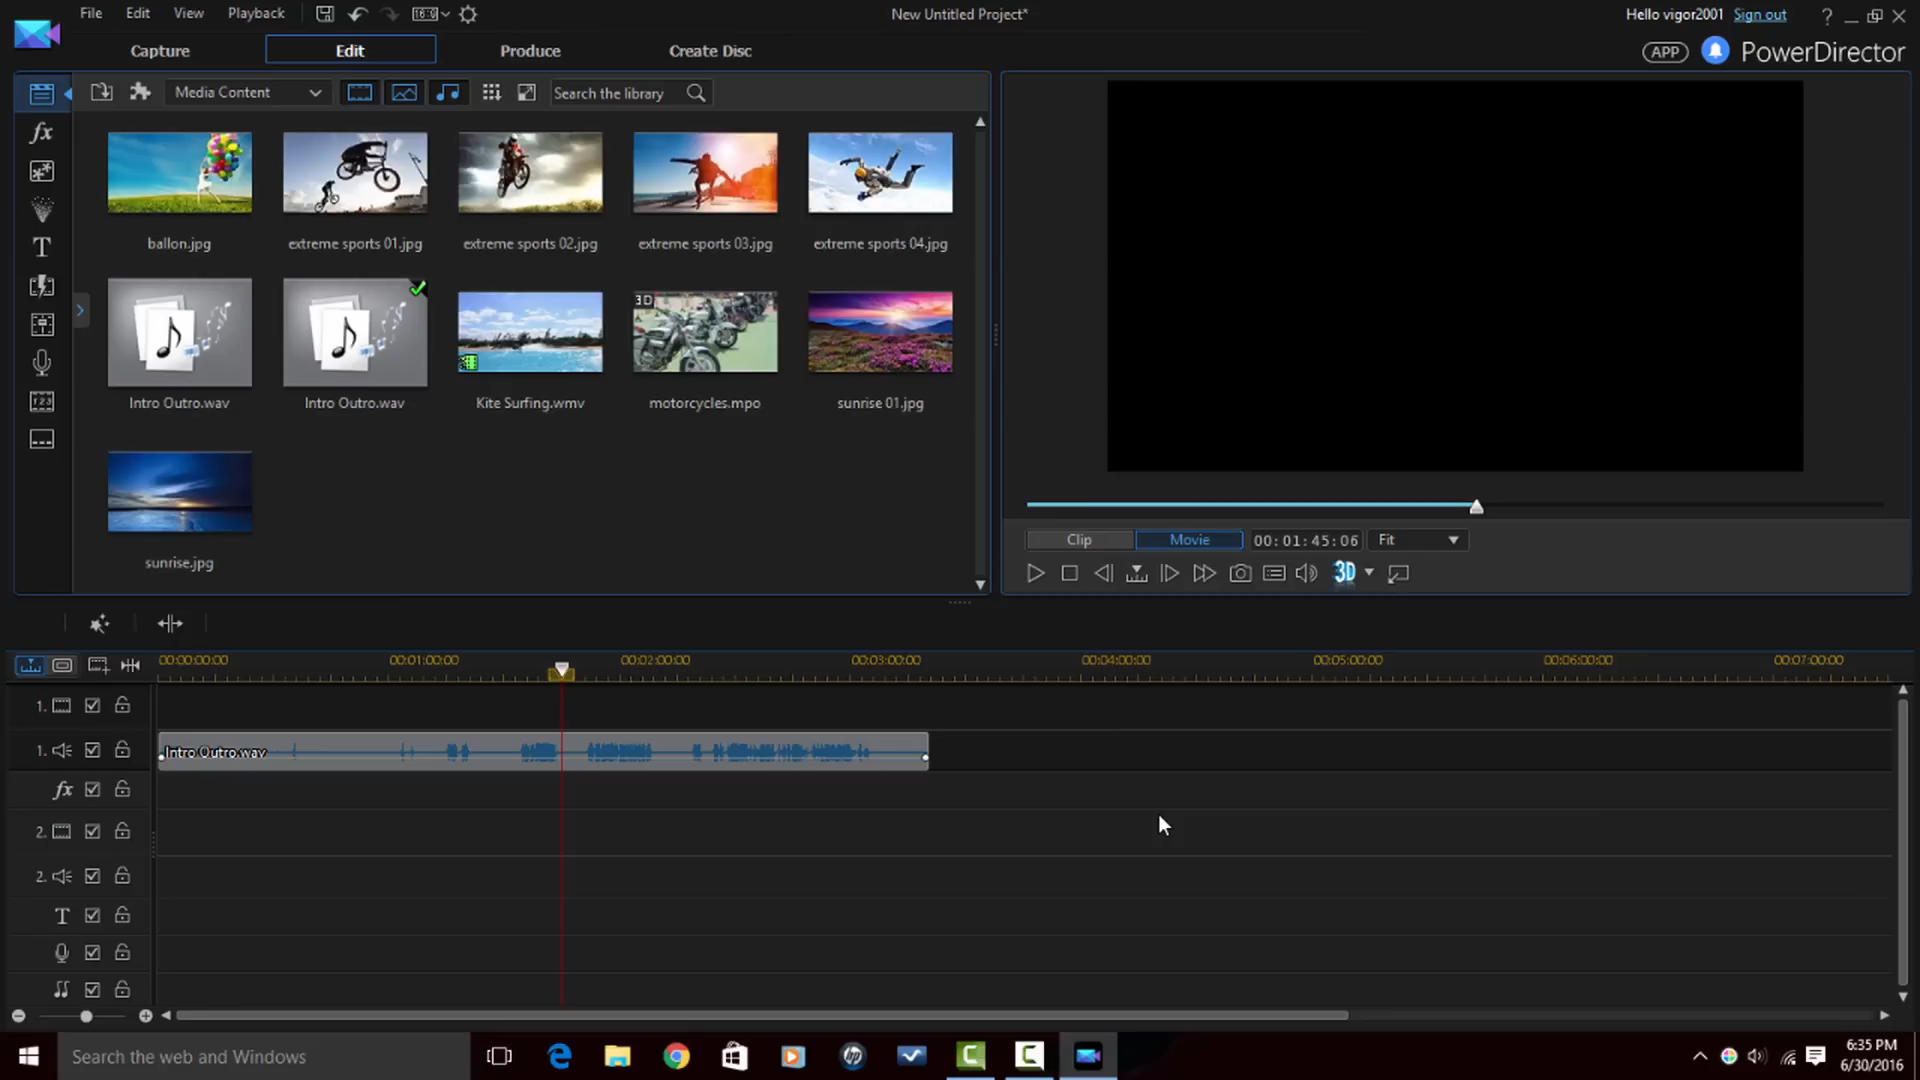 File Edit View Playback
New Untitled Project*
Hello vigor2001 Sign out ?
Capture Edit Produce Create Disc
APP PowerDirector
Media Content Search the library
ballon.jpg extreme sports 01.jpg extreme sports 02.jpg extreme sports 03.jpg extreme sports 04.jpg
3D
Intro Outro.wav Intro Outro.wav Kite Surfing.wmv motorcycles.mpo sunrise 01.jpg
sunrise.jpg
Clip Movie 00:01:45:06 Fit
3D
00:00:00:00 00:01:00:00 00:02:00:00 00:03:00:00 00:04:00:00 00:05:00:00 00:06:00:00 00:07:00:00
1.
1. Intro Outro.wav
fx
2.
2.
T
Search the web and Windows
6:35 PM
6/30/2016